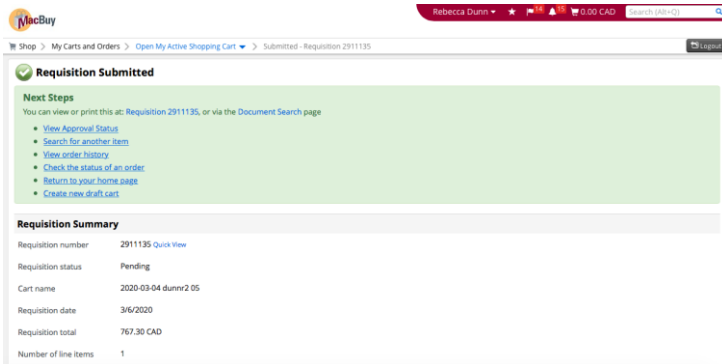 MacBuy
Rebecca Dunn 14 15 0.00 CAD Search (Alt+Q)
Shop > My Carts and Orders > Open My Active Shopping Cart > Submitted - Requisition 2911135
Logout
Requisition Submitted
Next Steps
You can view or print this at: Requisition 2911135, or via the Document Search page
View Approval Status
Search for another item
View order history
Check the status of an order
Return to your home page
Create new draft cart
Requisition Summary
Requisition number 2911135 Quick View
Requisition status Pending
Cart name 2020-03-04 dunnr2 05
Requisition date 3/6/2020
Requisition total 767.30 CAD
Number of line items 1